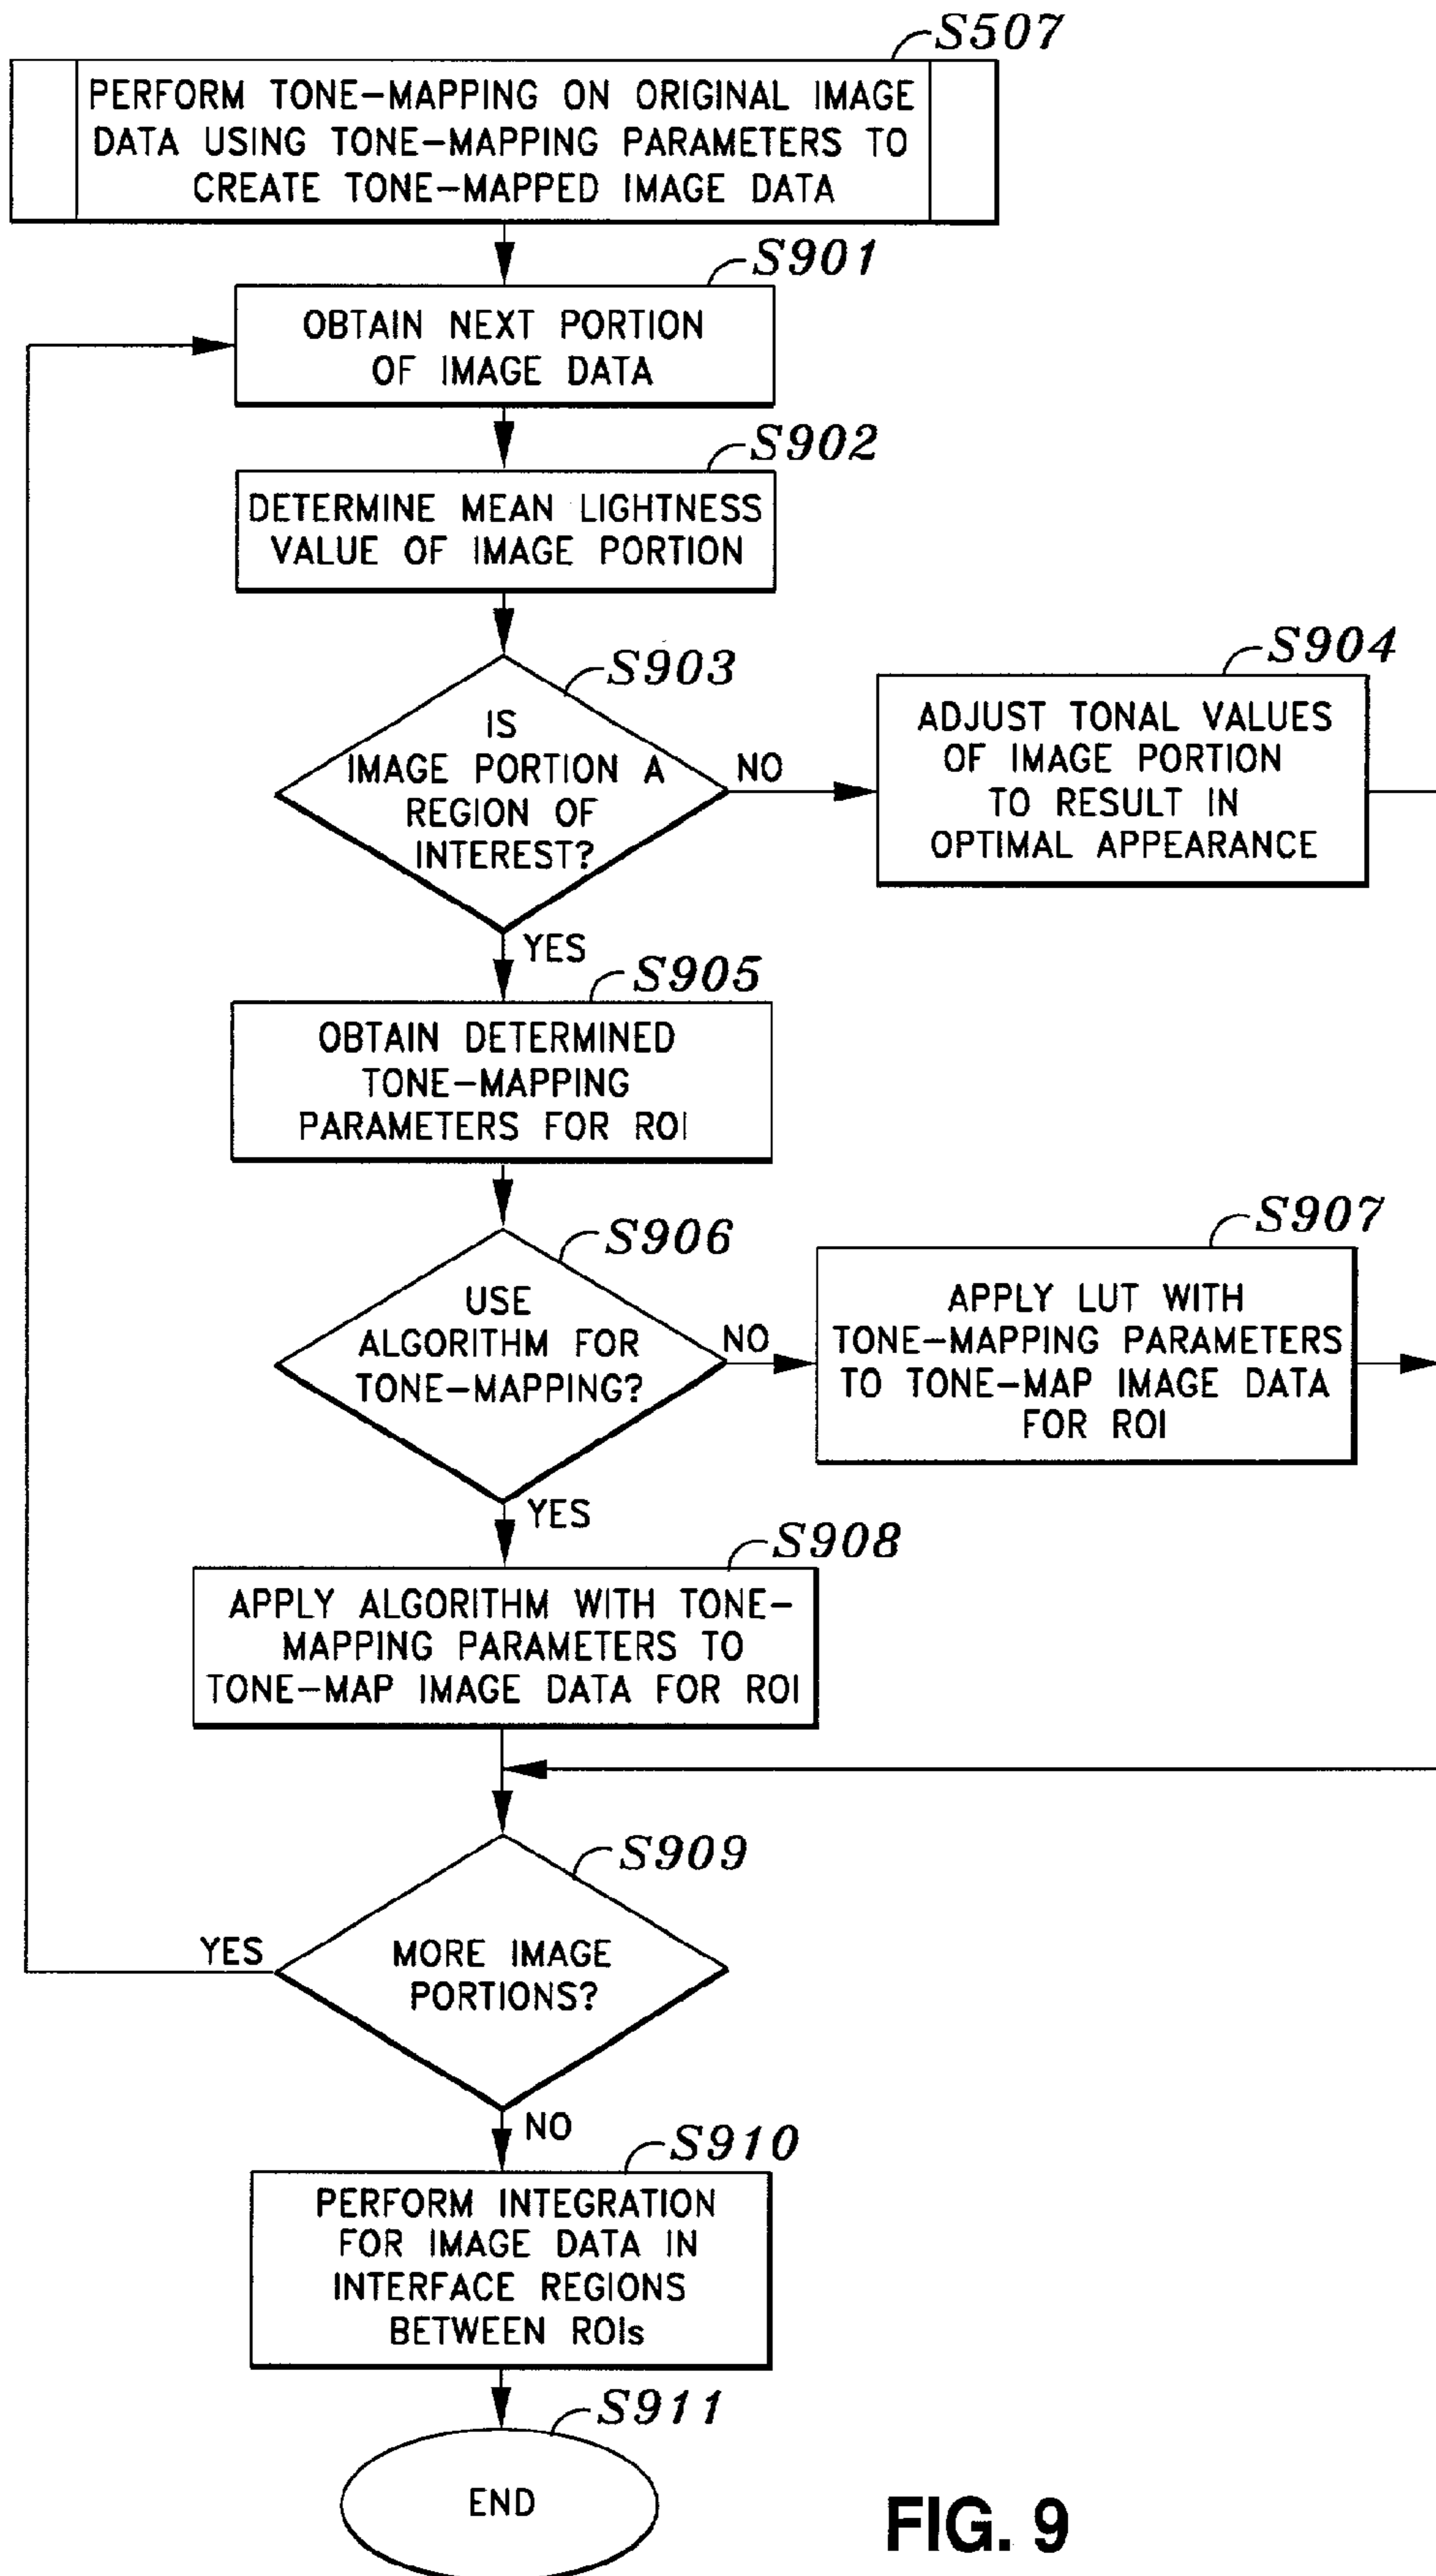 S507
PERFORM TONE-MAPPING ON ORIGINAL IMAGE
DATA USING TONE-MAPPING PARAMETERS TO
CREATE TONE-MAPPED IMAGE DATA
S901
OBTAIN NEXT PORTION
OF IMAGE DATA
S902
DETERMINE MEAN LIGHTNESS
VALUE OF IMAGE PORTION
S903
IS
IMAGE PORTION A
REGION OF
INTEREST?
NO
S904
ADJUST TONAL VALUES
OF IMAGE PORTION
TO RESULT IN
OPTIMAL APPEARANCE
YES
S905
OBTAIN DETERMINED
TONE-MAPPING
PARAMETERS FOR ROI
S906
USE
ALGORITHM FOR
TONE-MAPPING?
NO
S907
APPLY LUT WITH
TONE-MAPPING PARAMETERS
TO TONE-MAP IMAGE DATA
FOR ROI
YES
S908
APPLY ALGORITHM WITH TONE-
MAPPING PARAMETERS TO
TONE-MAP IMAGE DATA FOR ROI
S909
MORE IMAGE
PORTIONS?
YES
NO
S910
PERFORM INTEGRATION
FOR IMAGE DATA IN
INTERFACE REGIONS
BETWEEN ROIs
S911
END
FIG. 9